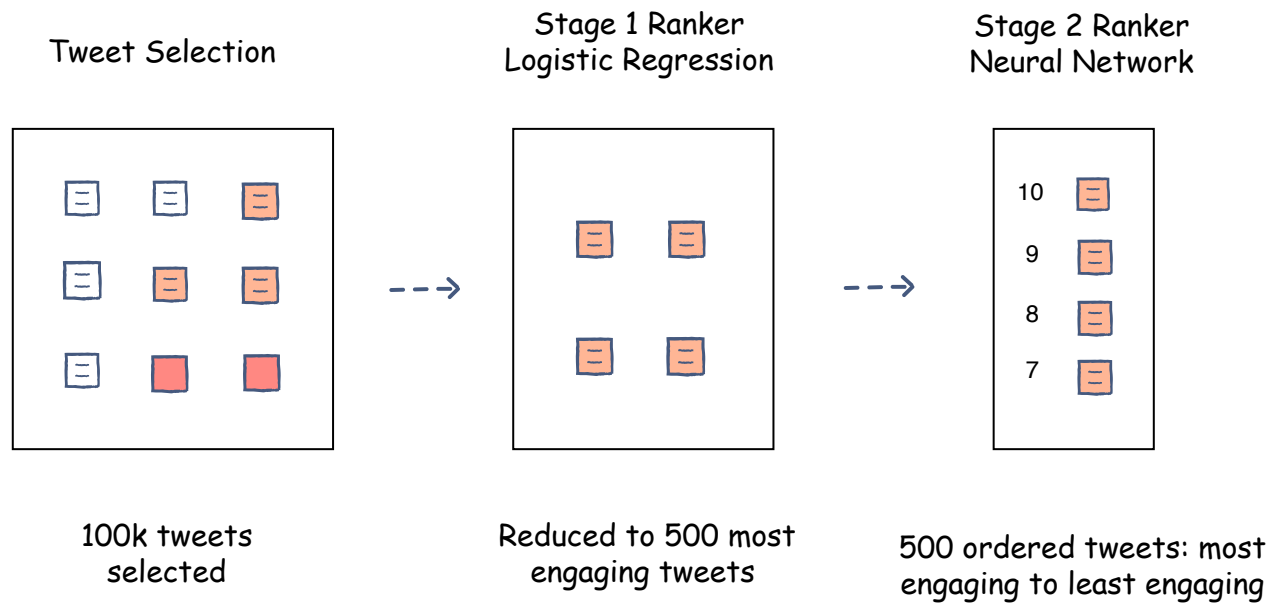 Tweet Selection
Stage 1 Ranker
Logistic Regression
Stage 2 Ranker
Neural Network
10
9
8
7
100k tweets
selected
Reduced to 500 most
engaging tweets
500 ordered tweets: most
engaging to least engaging